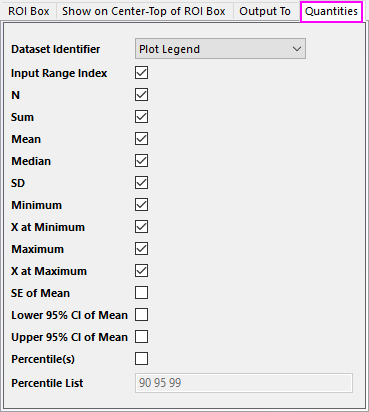 ROI Box Show on Center-Top of ROI Box Output To Quantities
Dataset Identifier Plot Legend
Input Range Index
N
Sum
Mean
Median
SD
Minimum
X at Minimum
Maximum
X at Maximum
SE of Mean
Lower 95% CI of Mean
Upper 95% CI of Mean
Percentile(s)
Percentile List 90 95 99